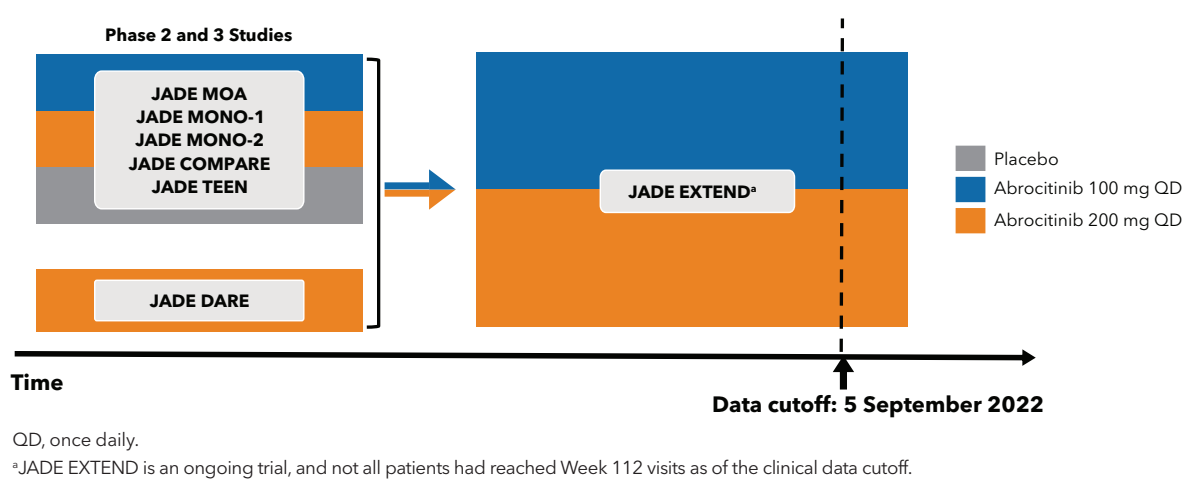 Phase 2 and 3 Studies
JADE MOA
JADE MONO-1
JADE MONO-2
JADE COMPARE
JADE TEEN
JADE DARE
JADE EXTENDᵃ
Placebo
Abrocitinib 100 mg QD
Abrocitinib 200 mg QD
Time
Data cutoff: 5 September 2022
QD, once daily.
ᵃJADE EXTEND is an ongoing trial, and not all patients had reached Week 112 visits as of the clinical data cutoff.